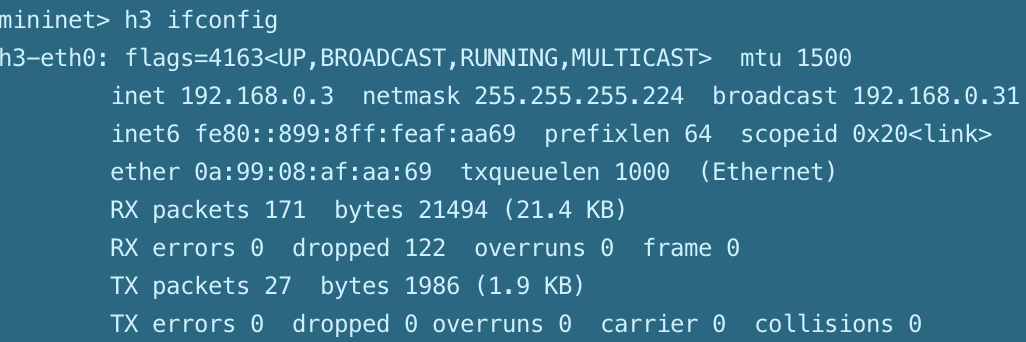 mininet> h3 ifconfig
h3-eth0: flags=4163<UP,BROADCAST,RUNNING,MULTICAST>  mtu 1500
        inet 192.168.0.3  netmask 255.255.255.224  broadcast 192.168.0.31
        inet6 fe80::899:8ff:feaf:aa69  prefixlen 64  scopeid 0x20<link>
        ether 0a:99:08:af:aa:69  txqueuelen 1000  (Ethernet)
        RX packets 171  bytes 21494 (21.4 KB)
        RX errors 0  dropped 122  overruns 0  frame 0
        TX packets 27  bytes 1986 (1.9 KB)
        TX errors 0  dropped 0 overruns 0  carrier 0  collisions 0